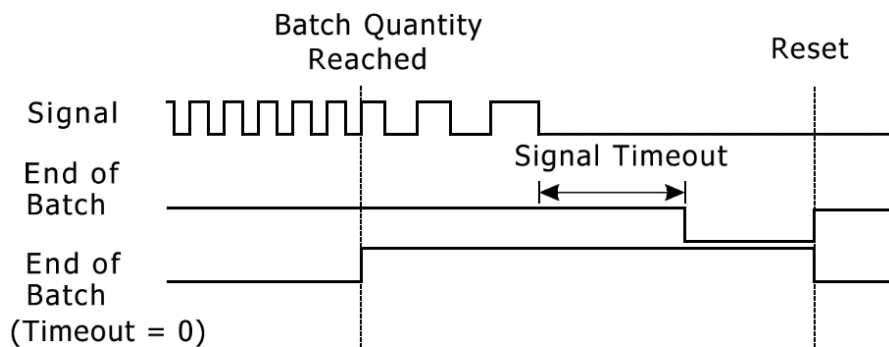 Batch Quantity
Reached
Reset
Signal
Signal Timeout
End of
Batch
End of
Batch
(Timeout = 0)